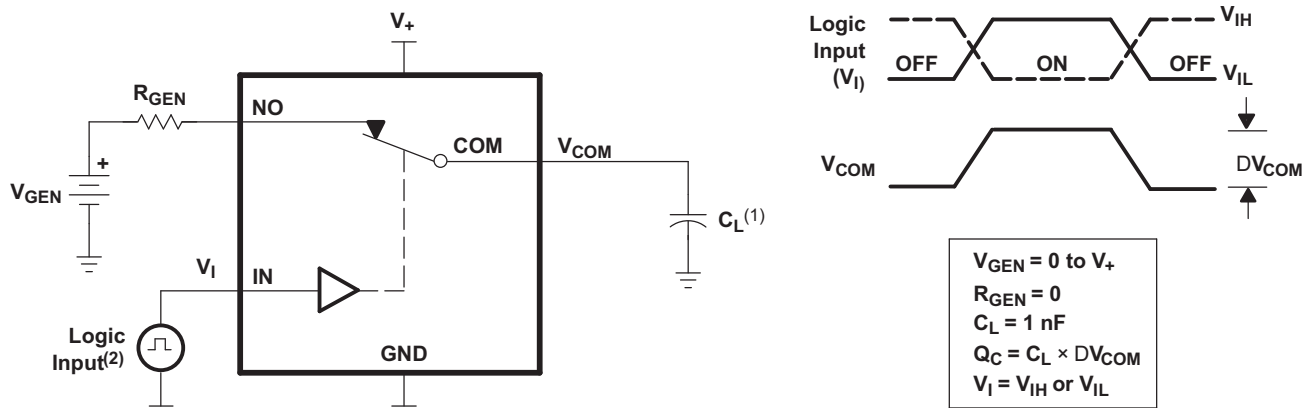 V+
RGEN
NO
COM
VCOM
+
VGEN
CL(1)
VI
IN
Logic
Input(2)
GND
Logic
Input
(VI)
OFF
ON
OFF
VIH
VIL
VCOM
DVCOM
VGEN = 0 to V+
RGEN = 0
CL = 1 nF
QC = CL × DVCOM
VI = VIH or VIL